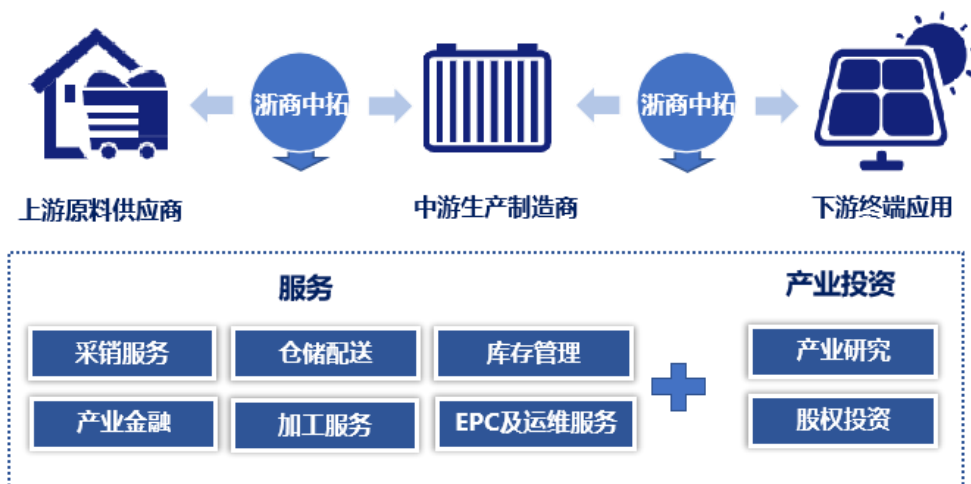 浙商中拓
浙商中拓
上游原料供应商
中游生产制造商
下游终端应用
服务
产业投资
采销服务
仓储配送
库存管理
产业研究
产业金融
加工服务
EPC及运维服务
股权投资